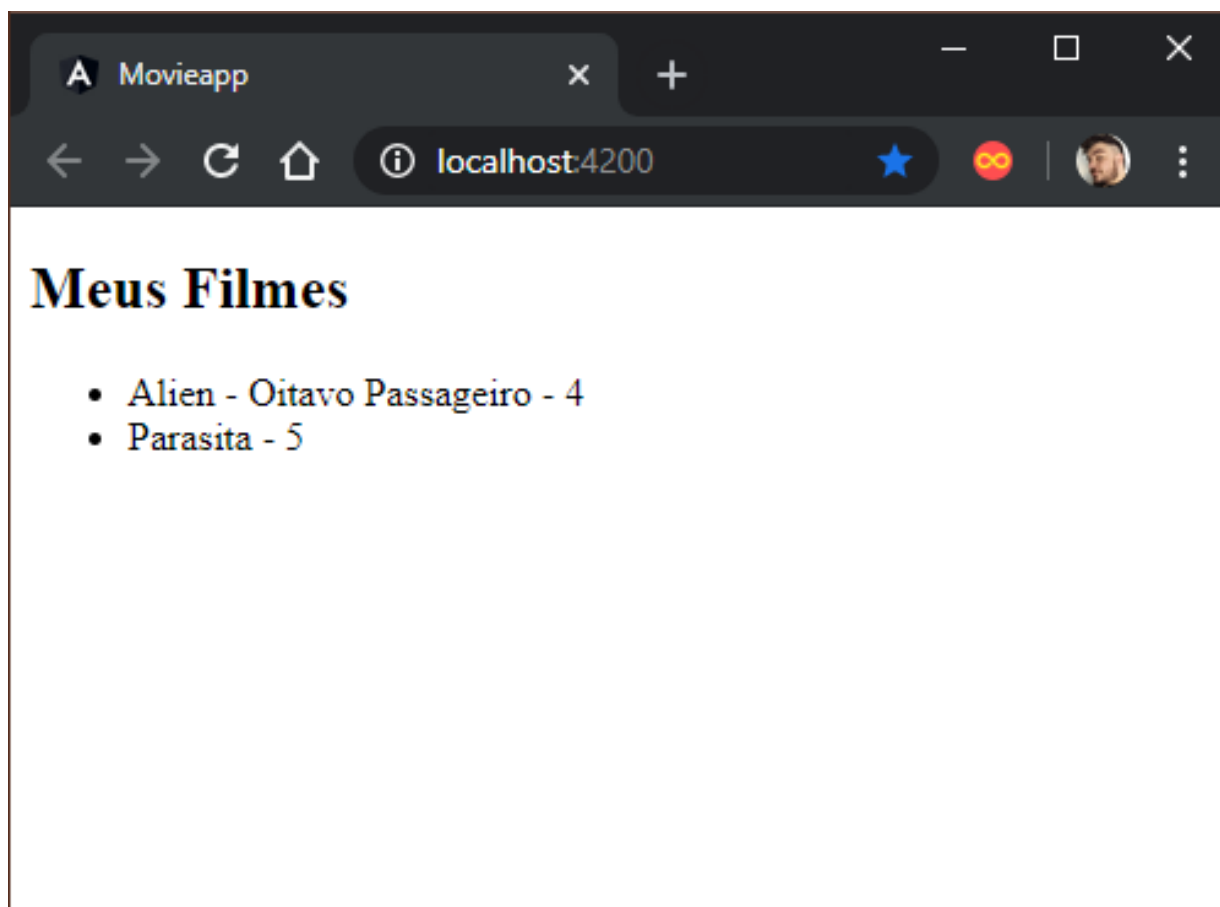 Movieapp
localhost:4200
Meus Filmes
Alien - Oitavo Passageiro - 4
Parasita - 5